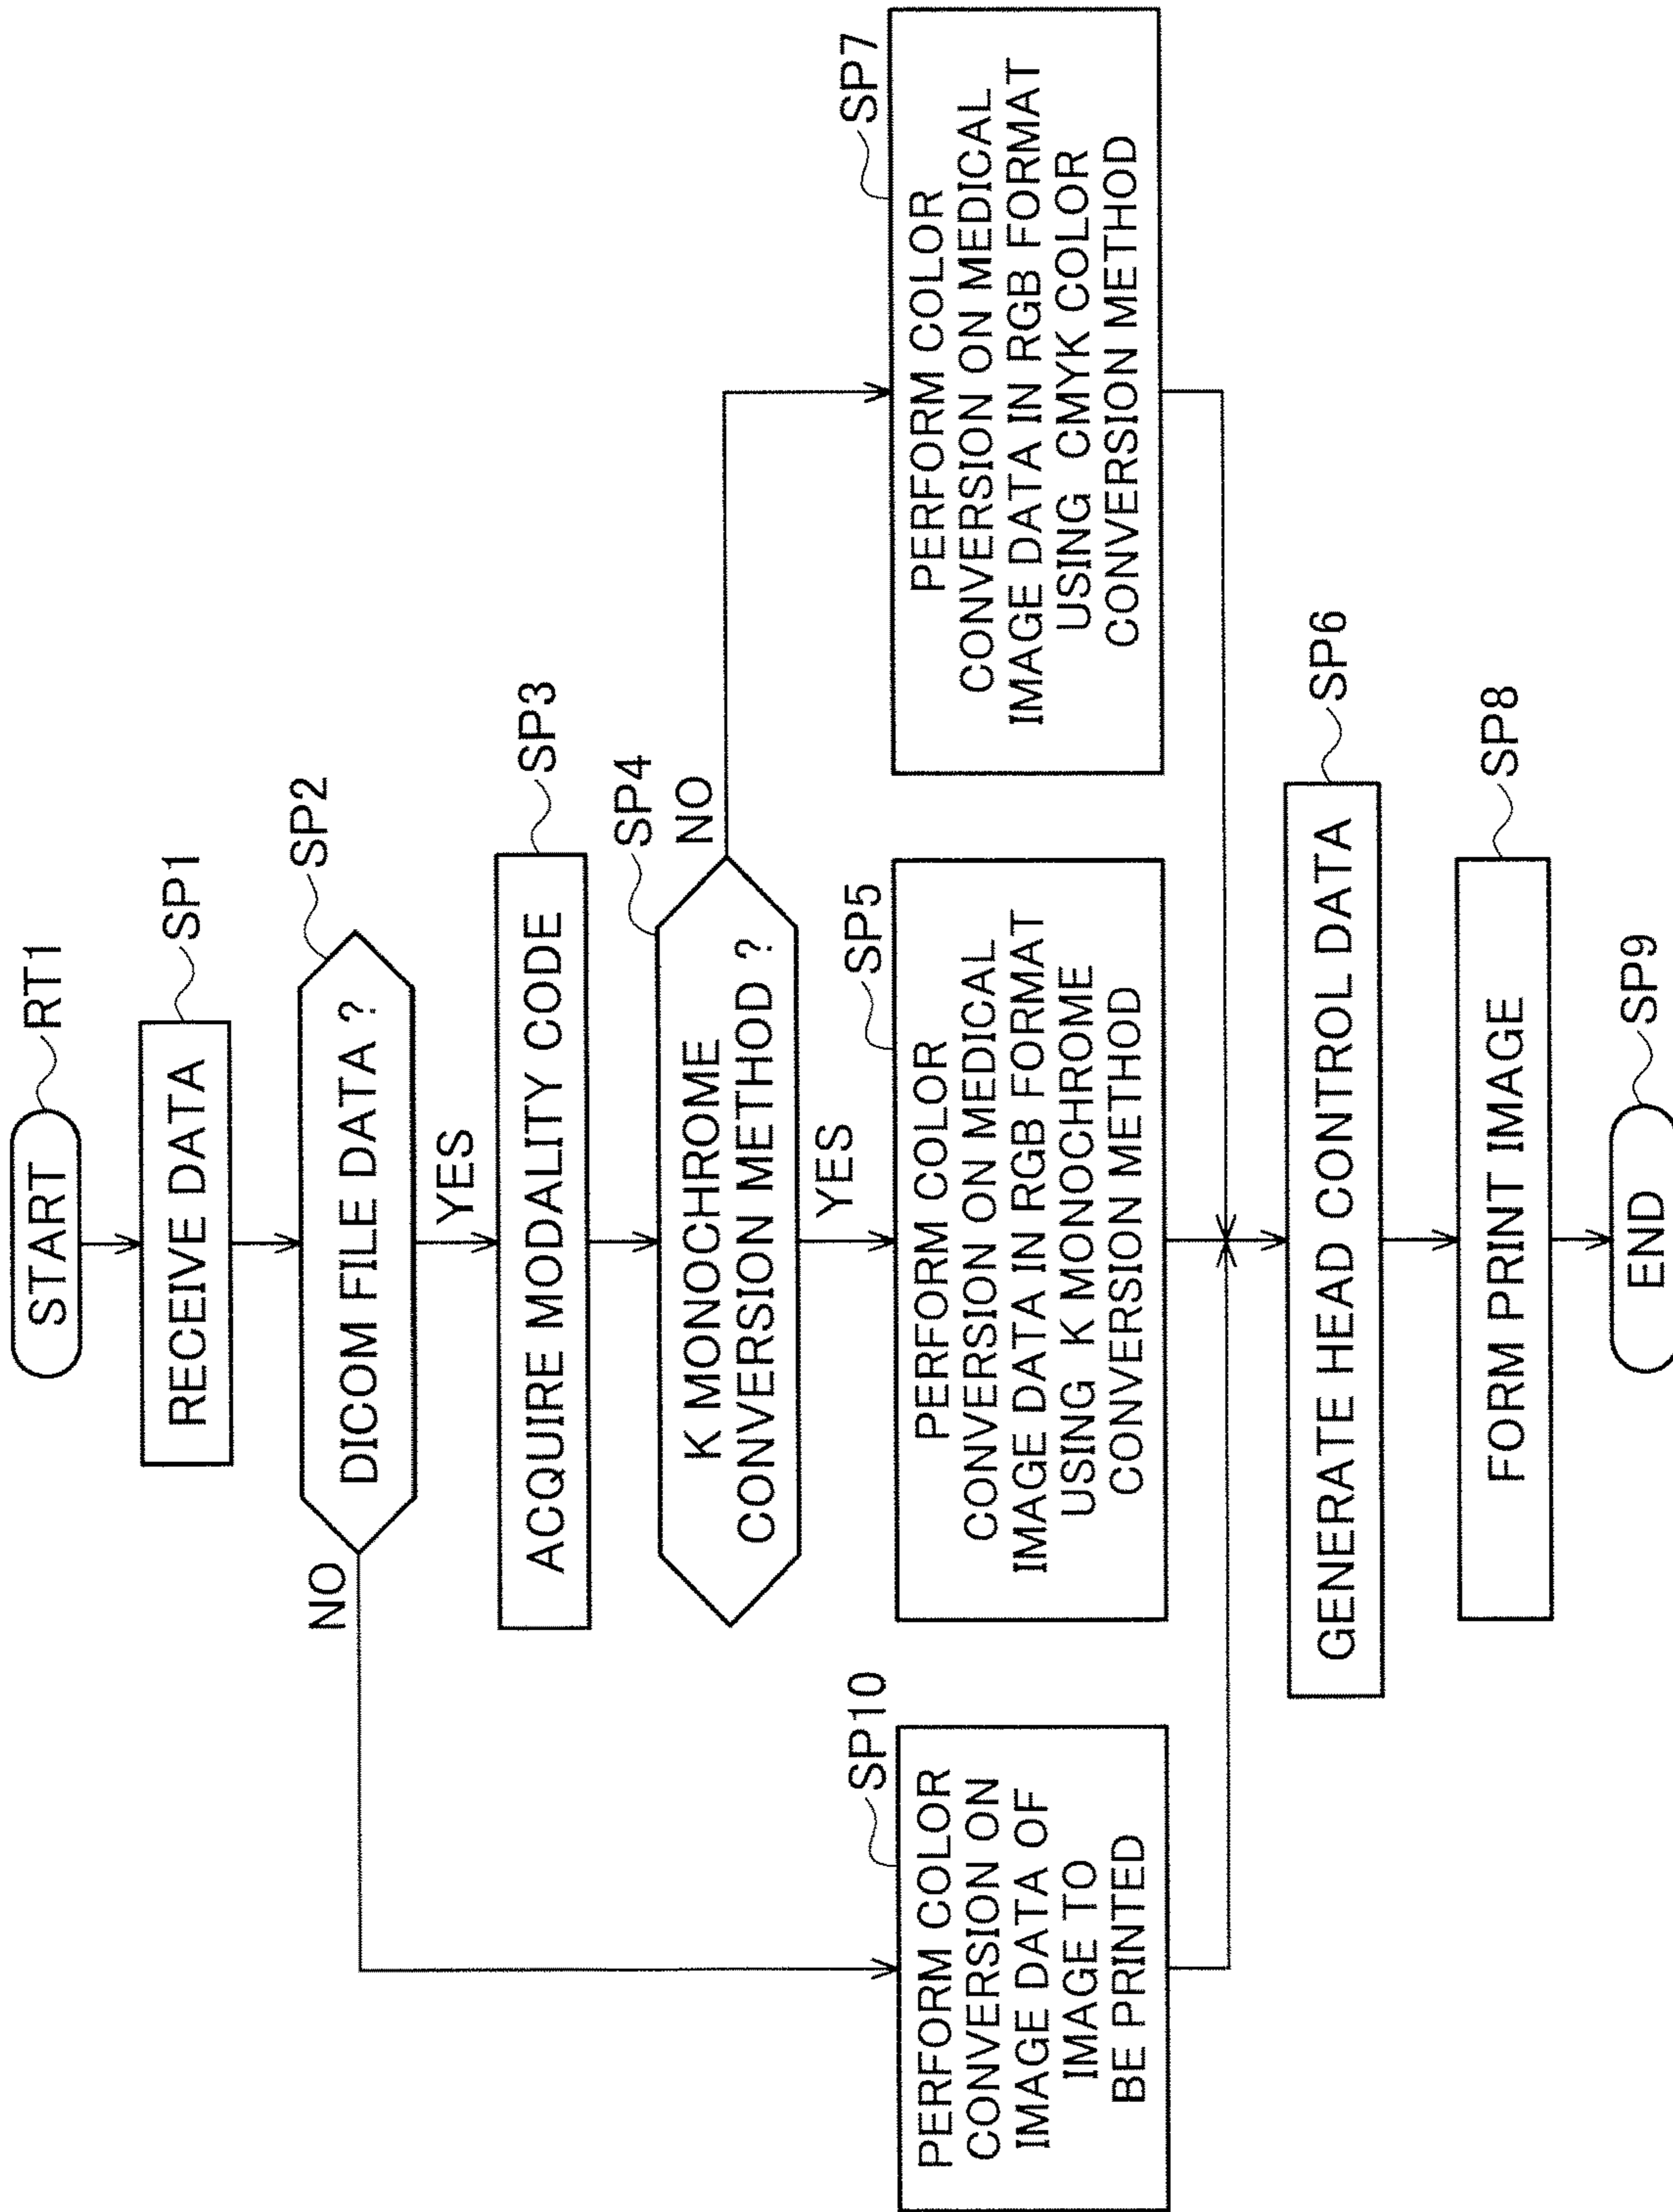 START
RT1
RECEIVE DATA
SP1
DICOM FILE DATA ?
SP2
NO
YES
ACQUIRE MODALITY CODE
SP3
K MONOCHROME
CONVERSION METHOD ?
SP4
NO
YES
PERFORM COLOR
CONVERSION ON
IMAGE DATA OF
IMAGE TO
BE PRINTED
SP10
PERFORM COLOR
CONVERSION ON MEDICAL
IMAGE DATA IN RGB FORMAT
USING K MONOCHROME
CONVERSION METHOD
SP5
PERFORM COLOR
CONVERSION ON MEDICAL
IMAGE DATA IN RGB FORMAT
USING CMYK COLOR
CONVERSION METHOD
SP7
GENERATE HEAD CONTROL DATA
SP6
FORM PRINT IMAGE
SP8
END
SP9